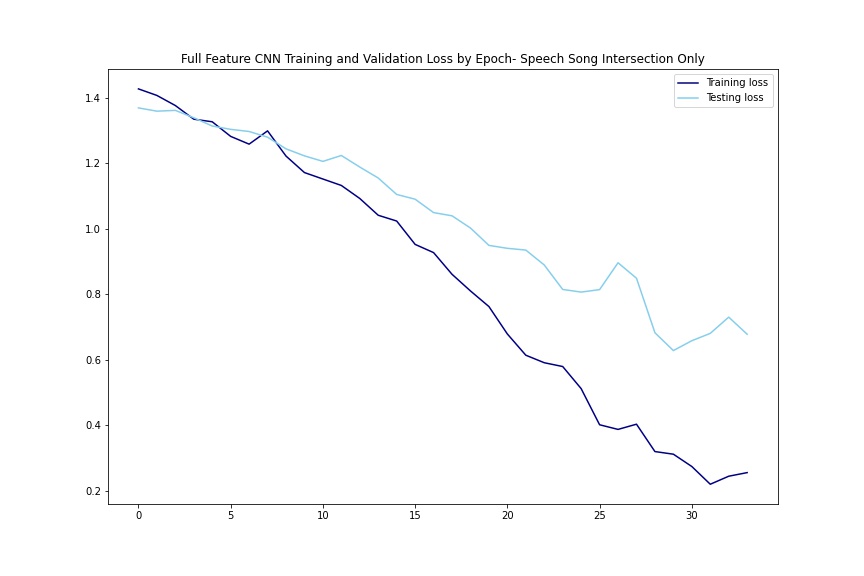 Full Feature CNN Training and Validation Loss by Epoch- Speech Song Intersection Only
Training loss
Testing loss
1.4
1.2
1.0
0.8
0.6
0.4
0.2
0 5 10 15 20 25 30